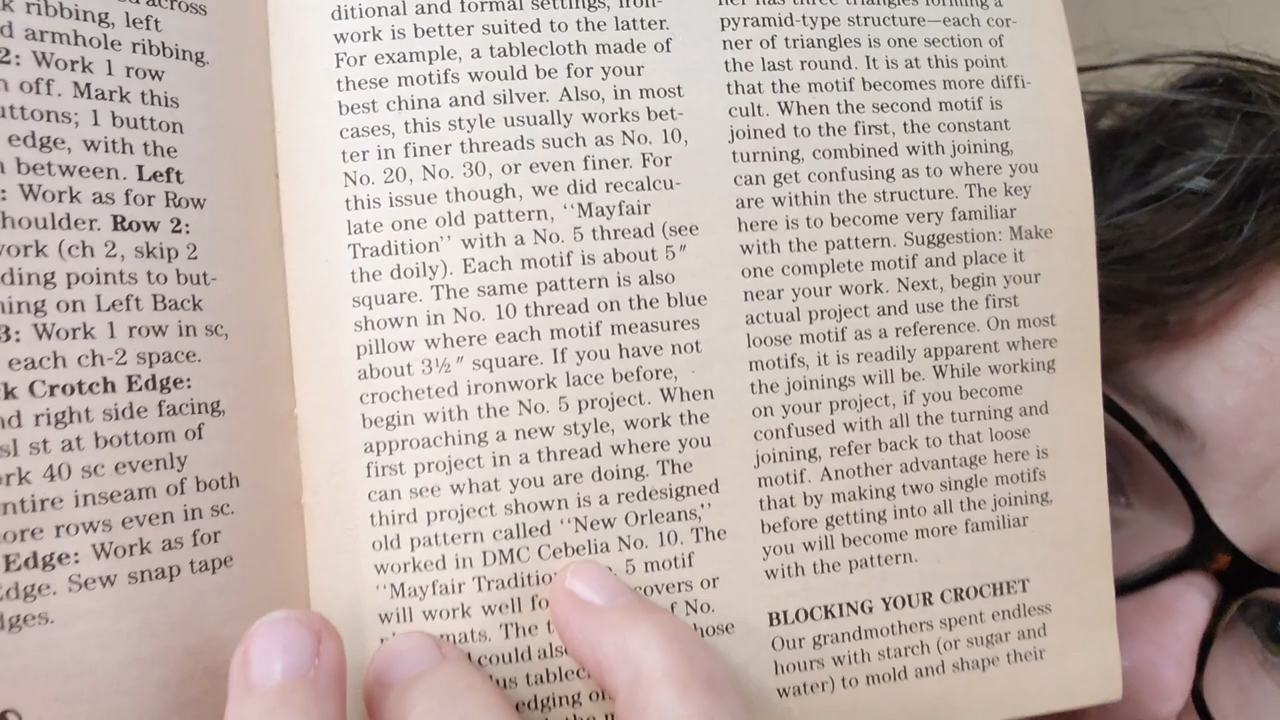 across
k ribbing, left
d armhole ribbing.
2: Work 1 row
off. Mark this
uttons; 1 button
edge, with the
between. Left
: Work as for Row
houlder. Row 2:
work (ch 2, skip 2
ding points to but-
ning on Left Back
3: Work 1 row in sc,
each ch-2 space.
k Crotch Edge:
nd right side facing,
sl st at bottom of
rk 40 sc evenly
ntire inseam of both
ore rows even in sc.
Edge: Work as for
Edge. Sew snap tape
dges.
ditional and formal settings, iron-
work is better suited to the latter.
For example, a tablecloth made of
these motifs would be for your
best china and silver. Also, in most
cases, this style usually works bet-
ter in finer threads such as No. 10,
No. 20, No. 30, or even finer. For
this issue though, we did recalcu-
late one old pattern, ‘‘Mayfair
Tradition’’ with a No. 5 thread (see
the doily). Each motif is about 5″
square. The same pattern is also
shown in No. 10 thread on the blue
pillow where each motif measures
about 3½″ square. If you have not
crocheted ironwork lace before,
begin with the No. 5 project. When
approaching a new style, work the
first project in a thread where you
can see what you are doing. The
third project shown is a redesigned
old pattern called ‘‘New Orleans,’’
worked in DMC Cebelia No. 10. The
‘‘Mayfair Traditio 5 motif
will work well fo covers or
mats. The t f No.
could als hose
us tablec
edging or
ner has three triangles forming a
pyramid-type structure—each cor-
ner of triangles is one section of
the last round. It is at this point
that the motif becomes more diffi-
cult. When the second motif is
joined to the first, the constant
turning, combined with joining,
can get confusing as to where you
are within the structure. The key
here is to become very familiar
with the pattern. Suggestion: Make
one complete motif and place it
near your work. Next, begin your
actual project and use the first
loose motif as a reference. On most
motifs, it is readily apparent where
the joinings will be. While working
on your project, if you become
confused with all the turning and
joining, refer back to that loose
motif. Another advantage here is
that by making two single motifs
before getting into all the joining,
you will become more familiar
with the pattern.
BLOCKING YOUR CROCHET
Our grandmothers spent endless
hours with starch (or sugar and
water) to mold and shape their